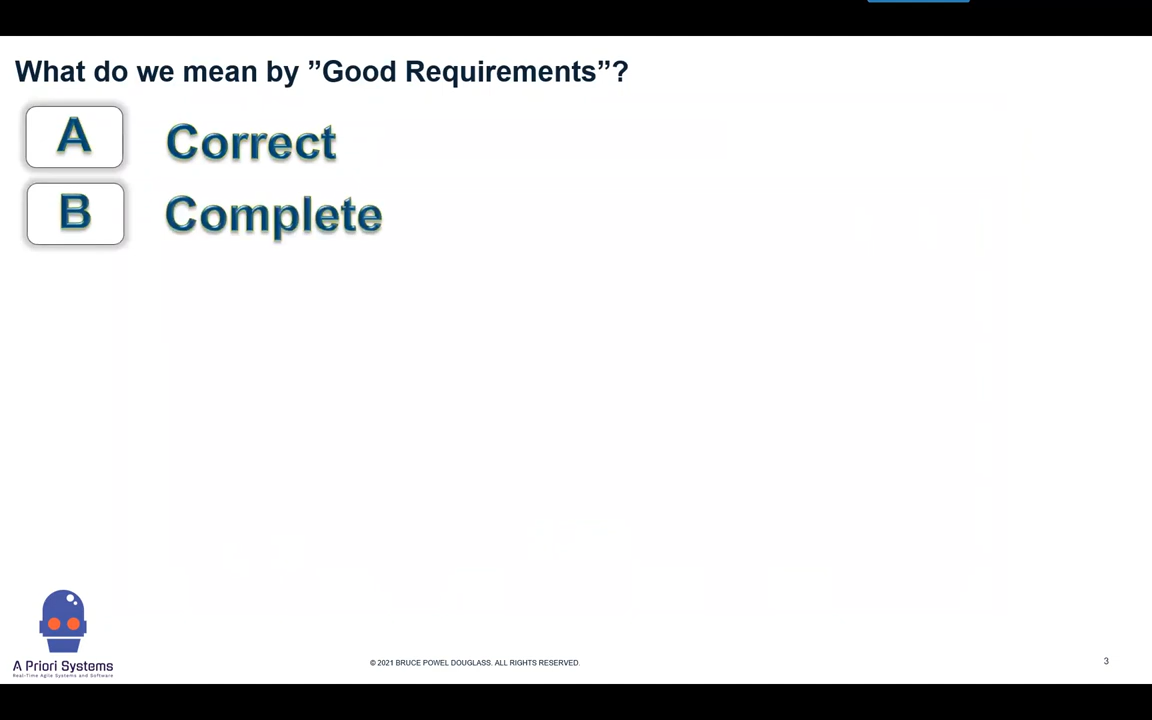 What do we mean by ”Good Requirements”?
A Correct
B Complete
A Priori Systems
Real-Time Agile Systems and Software
© 2021 BRUCE POWEL DOUGLASS. ALL RIGHTS RESERVED.
3